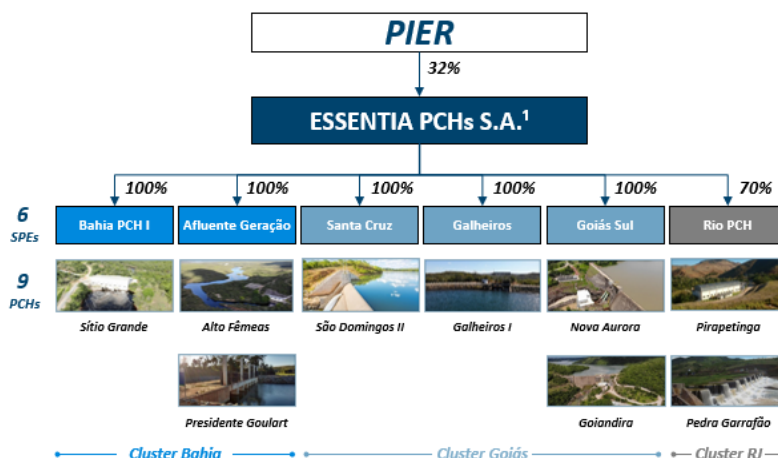 PIER
32%
ESSENTIA PCHs S.A.¹
100% 100% 100% 100% 100% 70%
6
SPEs
Bahia PCH I Afluente Geração Santa Cruz Galheiros Goiás Sul Rio PCH
9
PCHs
Sítio Grande Alto Fêmeas São Domingos II Galheiros I Nova Aurora Pirapetinga
Presidente Goulart Goiandira Pedra Garrafão
Cluster Bahia Cluster Goiás Cluster RJ